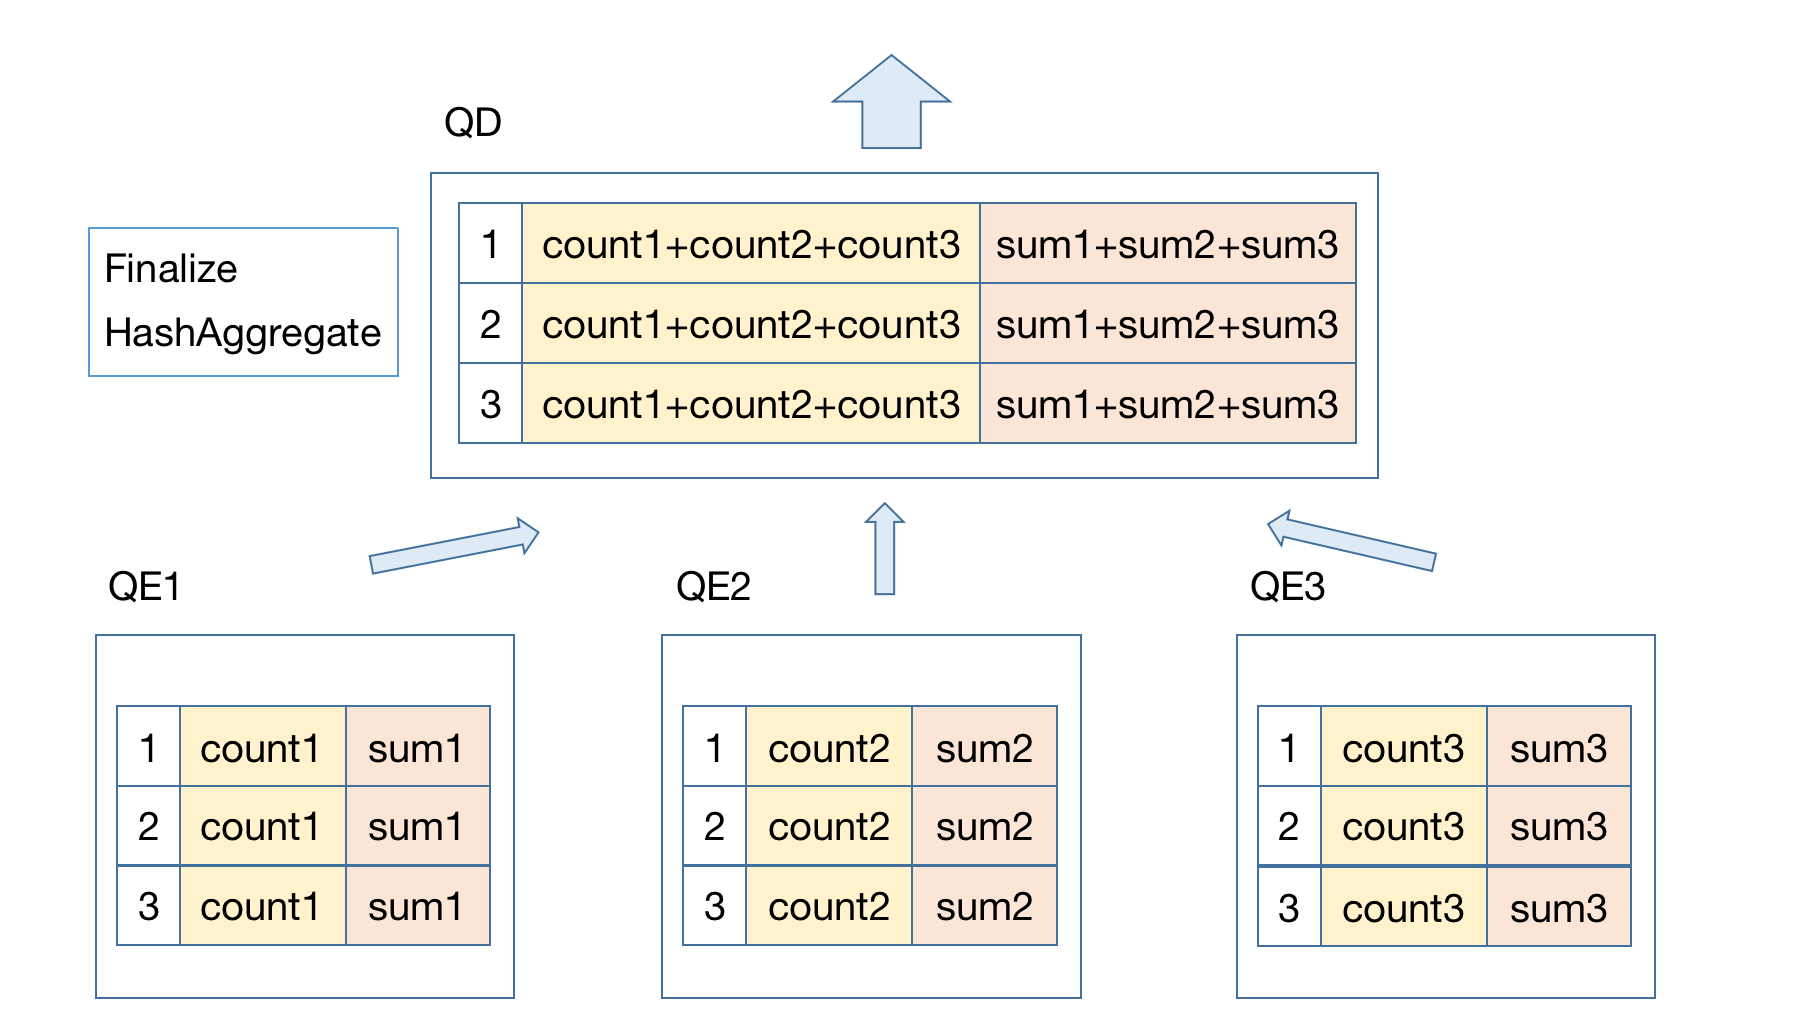 QD
Finalize
HashAggregate
1 count1+count2+count3 sum1+sum2+sum3
2 count1+count2+count3 sum1+sum2+sum3
3 count1+count2+count3 sum1+sum2+sum3
QE1
1 count1 sum1
2 count1 sum1
3 count1 sum1
QE2
1 count2 sum2
2 count2 sum2
3 count2 sum2
QE3
1 count3 sum3
2 count3 sum3
3 count3 sum3